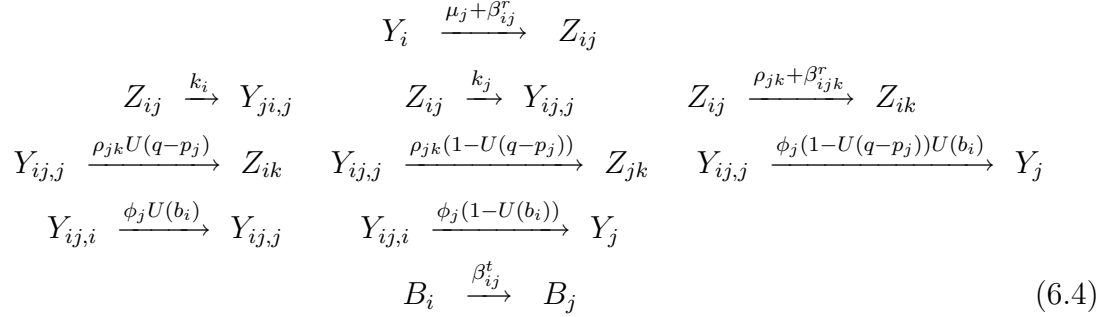 $Y_i \xrightarrow{\mu_j + \beta^r_{ij}} Z_{ij}$
$Z_{ij} \xrightarrow{k_i} Y_{ji,j}$ $Z_{ij} \xrightarrow{k_j} Y_{ij,j}$ $Z_{ij} \xrightarrow{\rho_{jk} + \beta^r_{ijk}} Z_{ik}$
$Y_{ij,j} \xrightarrow{\rho_{jk} U(q-p_j)} Z_{ik}$ $Y_{ij,j} \xrightarrow{\rho_{jk}(1-U(q-p_j))} Z_{jk}$ $Y_{ij,j} \xrightarrow{\phi_j(1-U(q-p_j))U(b_i)} Y_j$
$Y_{ij,i} \xrightarrow{\phi_j U(b_i)} Y_{ij,j}$ $Y_{ij,i} \xrightarrow{\phi_j(1-U(b_i))} Y_j$
$B_i \xrightarrow{\beta^t_{ij}} B_j$ (6.4)